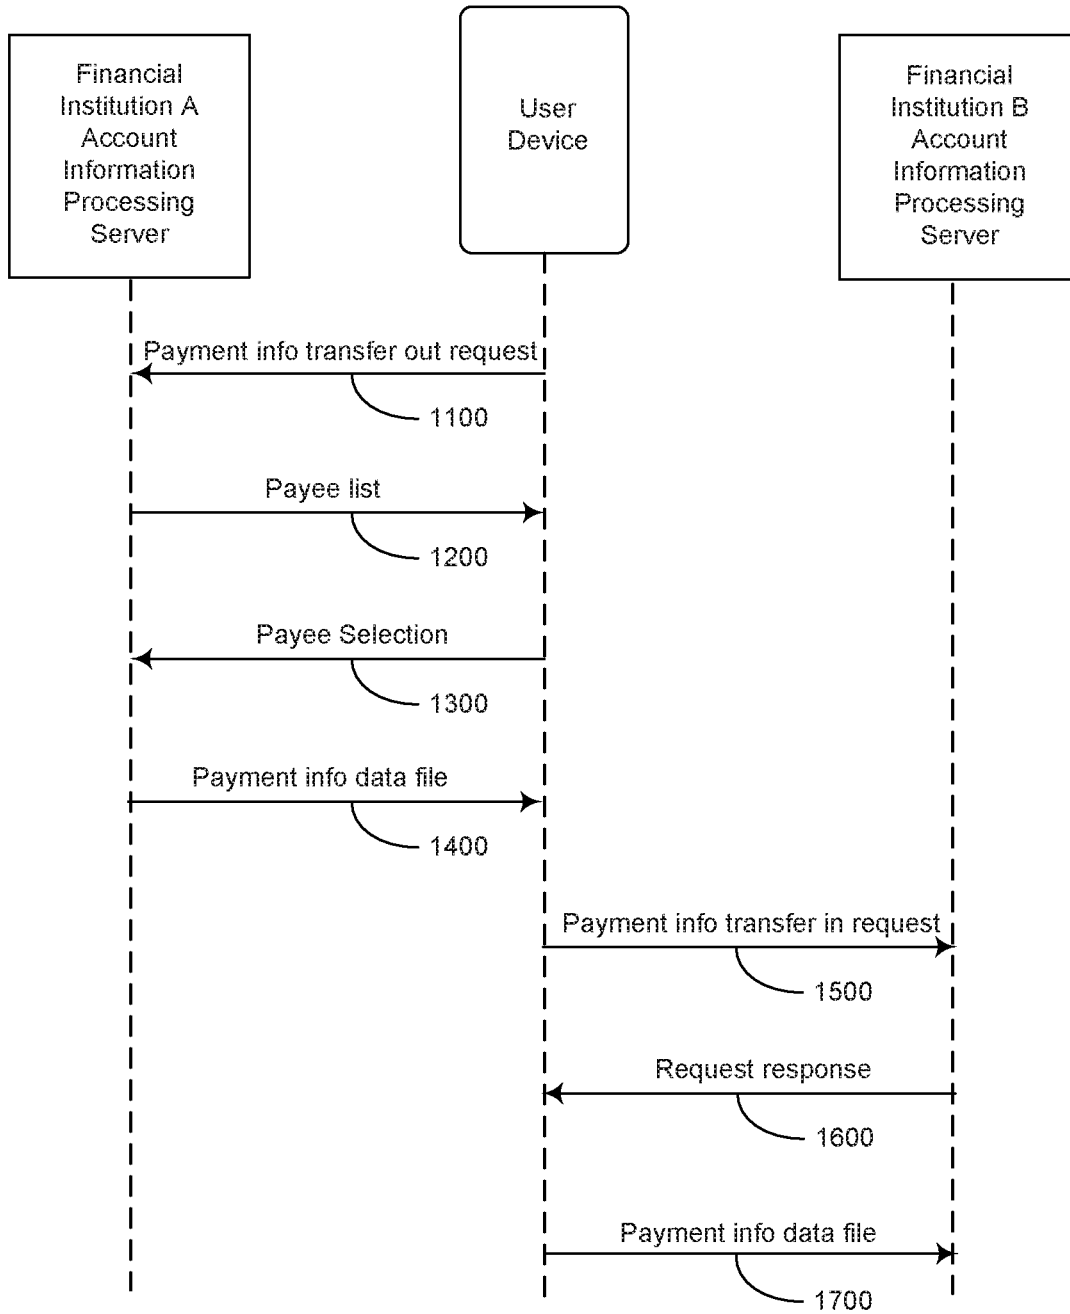 Financial
Institution A
Account
Information
Processing
Server
User
Device
Financial
Institution B
Account
Information
Processing
Server
Payment info transfer out request
1100
Payee list
1200
Payee Selection
1300
Payment info data file
1400
Payment info transfer in request
1500
Request response
1600
Payment info data file
1700